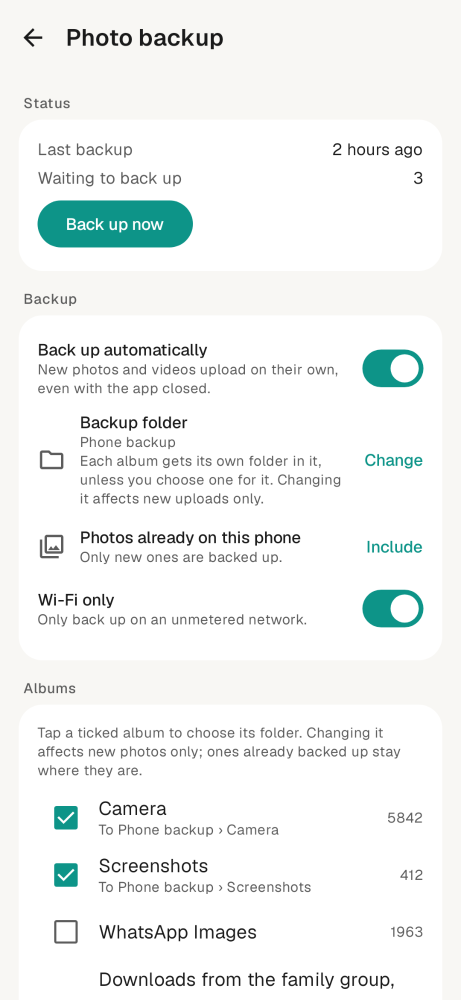 Photo backup
Status
Last backup 2 hours ago
Waiting to back up 3
Back up now
Backup
Back up automatically
New photos and videos upload on their own,
even with the app closed.
Backup folder
Phone backup
Each album gets its own folder in it,
unless you choose one for it. Changing
it affects new uploads only.
Change
Photos already on this phone
Only new ones are backed up.
Include
Wi-Fi only
Only back up on an unmetered network.
Albums
Tap a ticked album to choose its folder. Changing it
affects new photos only; ones already backed up stay
where they are.
Camera
To Phone backup › Camera
5842
Screenshots
To Phone backup › Screenshots
412
WhatsApp Images 1963
Downloads from the family group,